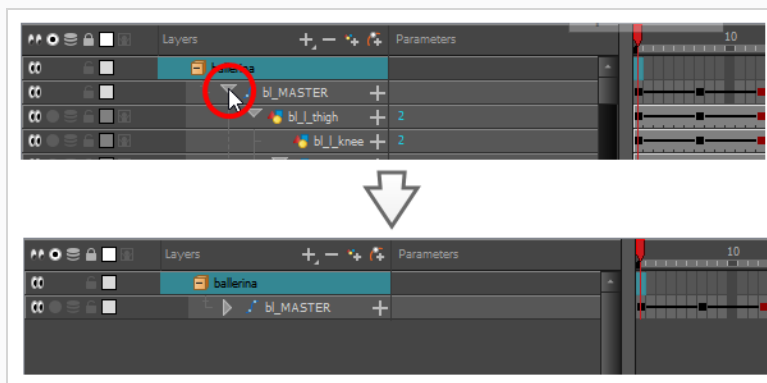 Layers Parameters 10
ballerina
bl_MASTER
bl_l_thigh 2
bl_l_knee 2
Layers Parameters 10
ballerina
bl_MASTER